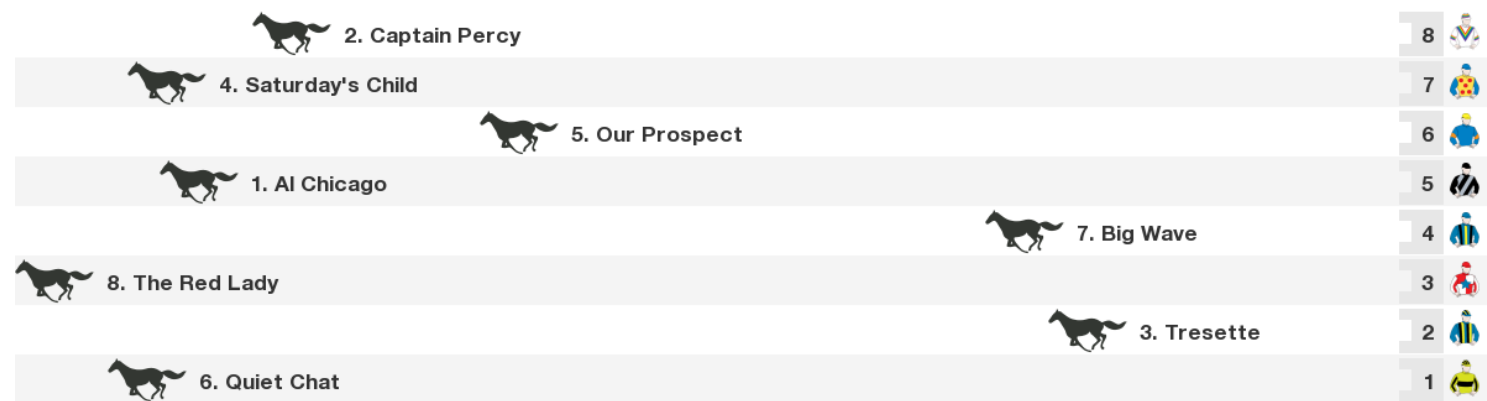 2. Captain Percy 8
4. Saturday's Child 7
5. Our Prospect 6
1. Al Chicago 5
7. Big Wave 4
8. The Red Lady 3
3. Tresette 2
6. Quiet Chat 1